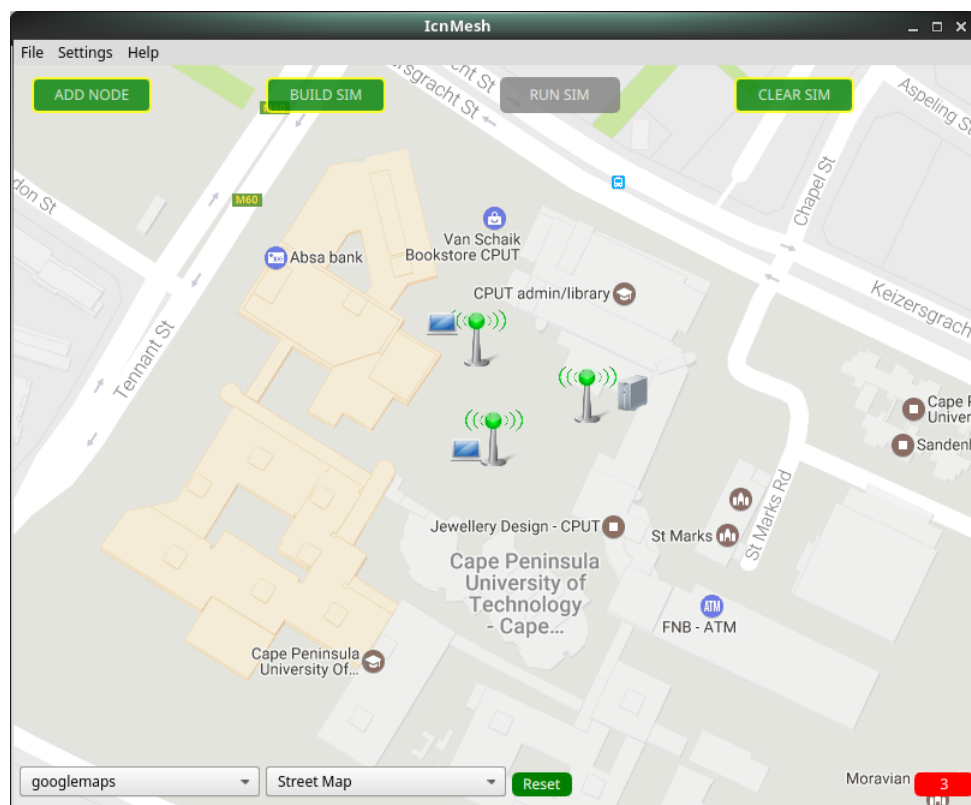 IcnMesh
File Settings Help
ADD NODE
BUILD SIM
RUN SIM
CLEAR SIM
Aspeling St
Chapel St
M60
Van Schaik
Bookstore CPUT
Absa bank
CPUT admin/library
Keizersgrach
Tennant St
Cape P
Univer
Sanden
Jewellery Design - CPUT
St Marks
St Marks Rd
Cape Peninsula
University of
Technology
- Cape...
ATM
FNB - ATM
Cape Peninsula
University Of...
googlemaps
Street Map
Reset
Moravian
3